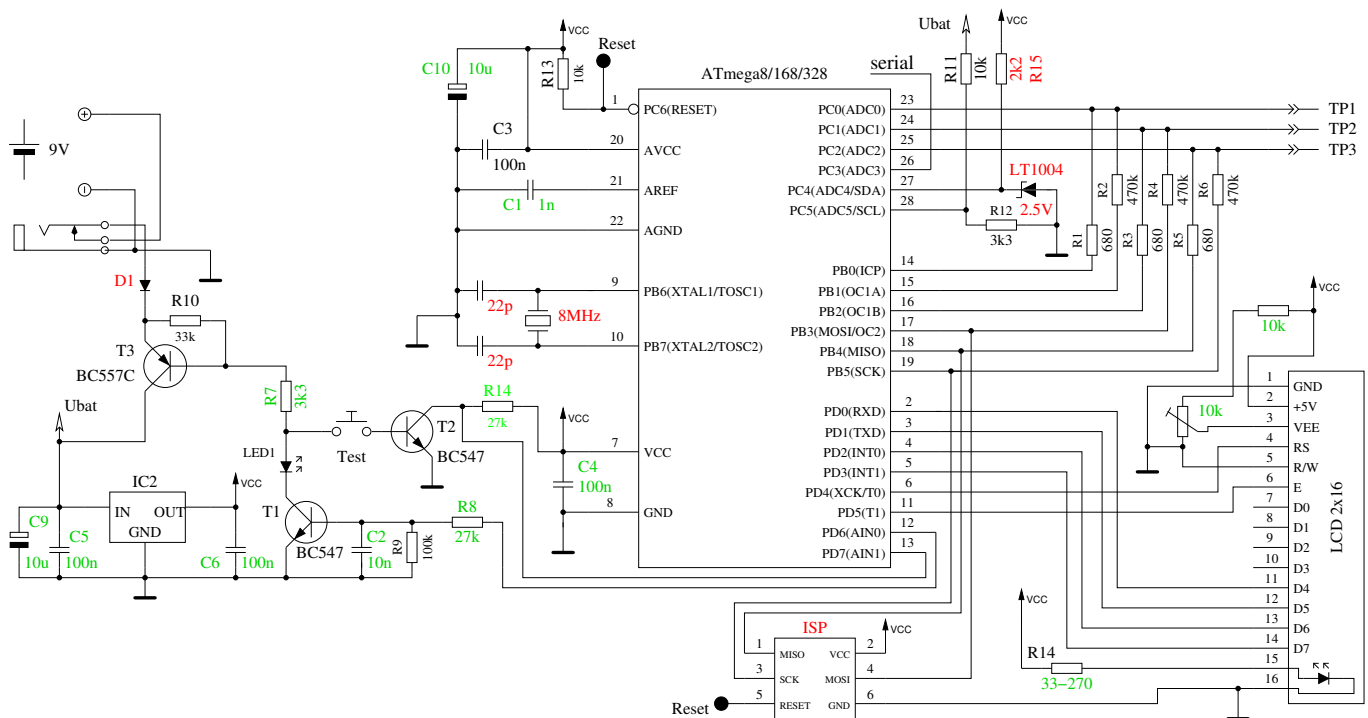 Ubat
VCC
VCC
C10
10u
R13
10k
Reset
ATmega8/168/328
serial
R11
10k
2k2
R15
9V
C3
100n
C1
1n
1
PC6(RESET)
20
AVCC
21
AREF
22
AGND
9
PB6(XTAL1/TOSC1)
10
PB7(XTAL2/TOSC2)
7
VCC
8
GND
PC0(ADC0)
23
PC1(ADC1)
24
PC2(ADC2)
25
PC3(ADC3)
26
PC4(ADC4/SDA)
27
PC5(ADC5/SCL)
28
PB0(ICP)
14
PB1(OC1A)
15
PB2(OC1B)
16
PB3(MOSI/OC2)
17
PB4(MISO)
18
PB5(SCK)
19
PD0(RXD)
2
PD1(TXD)
3
PD2(INT0)
4
PD3(INT1)
5
PD4(XCK/T0)
6
PD5(T1)
11
PD6(AIN0)
12
PD7(AIN1)
13
TP1
TP2
TP3
LT1004
2.5V
R12
3k3
R1
680
R2
470k
R3
680
R4
470k
R5
680
R6
470k
22p
8MHz
22p
D1
R10
33k
T3
BC557C
Ubat
R7
3k3
LED1
Test
T2
BC547
R14
27k
VCC
C4
100n
T1
BC547
R8
27k
C2
10n
R9
100k
IC2
IN
OUT
GND
VCC
C9
10u
C5
100n
C6
100n
VCC
10k
10k
LCD 2x16
1
GND
2
+5V
3
VEE
4
RS
5
R/W
6
E
7
D0
8
D1
9
D2
10
D3
11
D4
12
D5
13
D6
14
D7
15
16
VCC
R14
33−270
ISP
VCC
1
MISO
VCC
2
3
SCK
MOSI
4
5
RESET
GND
6
Reset